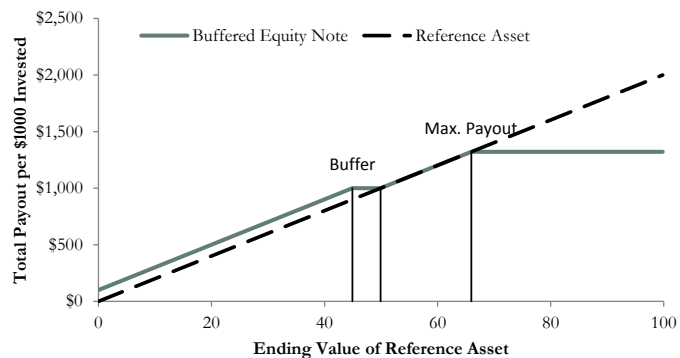 $2,500
Buffered Equity Note
Reference Asset
$2,000
$1,500
Max. Payout
Buffer
$1,000
$500
$0
0 20 40 60 80 100
Total Payout per $1000 Invested
Ending Value of Reference Asset